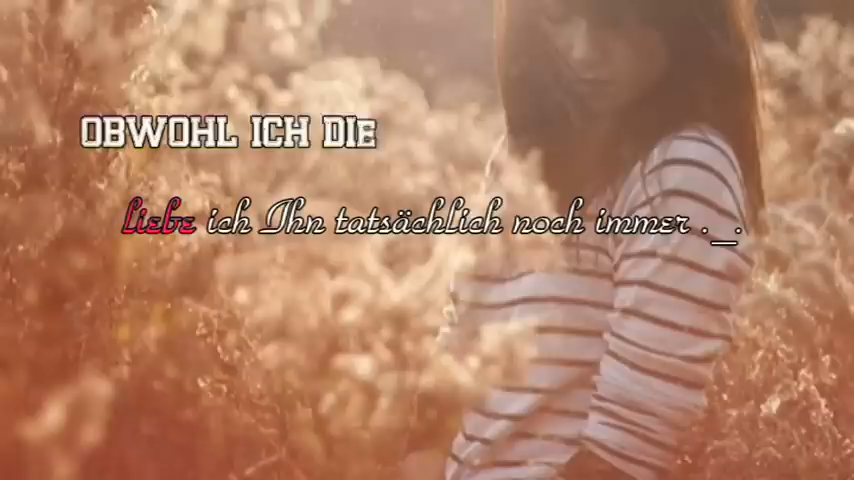 OBWOHL ICH DIE
liebe ich Ihn tatsächlich noch immer ._.